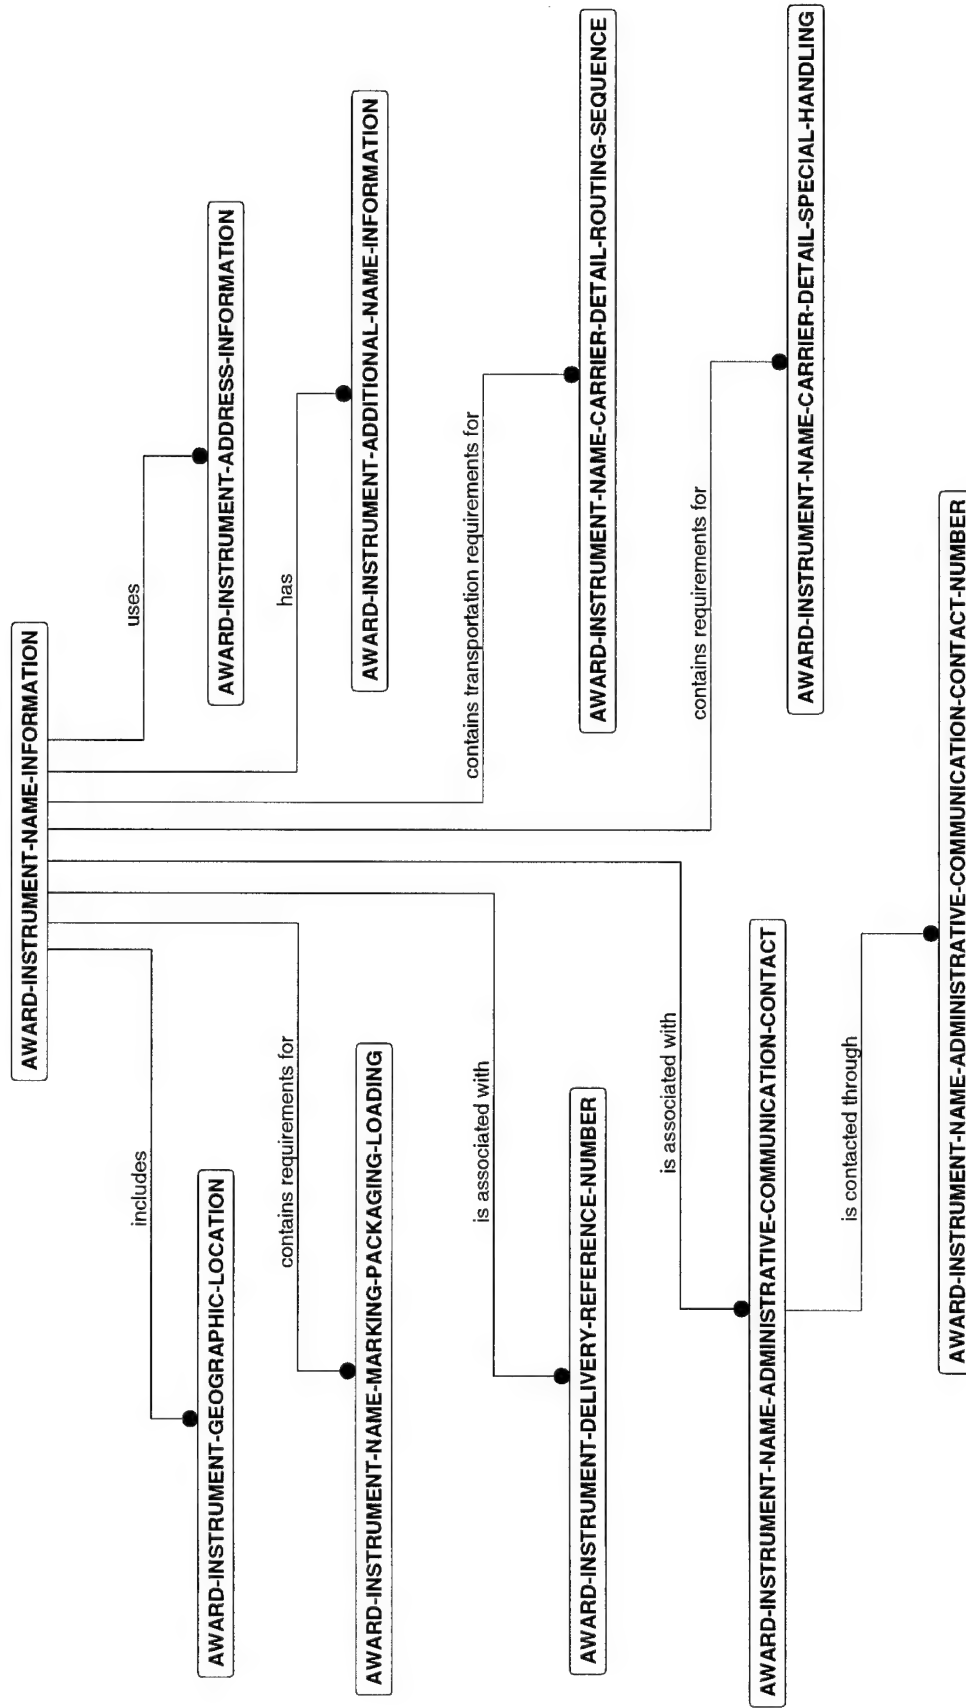 AWARD-INSTRUMENT-NAME-INFORMATION
includes
uses
AWARD-INSTRUMENT-GEOGRAPHIC-LOCATION
AWARD-INSTRUMENT-ADDRESS-INFORMATION
contains requirements for
has
AWARD-INSTRUMENT-NAME-MARKING-PACKAGING-LOADING
AWARD-INSTRUMENT-ADDITIONAL-NAME-INFORMATION
is associated with
contains transportation requirements for
AWARD-INSTRUMENT-DELIVERY-REFERENCE-NUMBER
AWARD-INSTRUMENT-NAME-CARRIER-DETAIL-ROUTING-SEQUENCE
is associated with
contains requirements for
AWARD-INSTRUMENT-NAME-ADMINISTRATIVE-COMMUNICATION-CONTACT
AWARD-INSTRUMENT-NAME-CARRIER-DETAIL-SPECIAL-HANDLING
is contacted through
AWARD-INSTRUMENT-NAME-ADMINISTRATIVE-COMMUNICATION-CONTACT-NUMBER